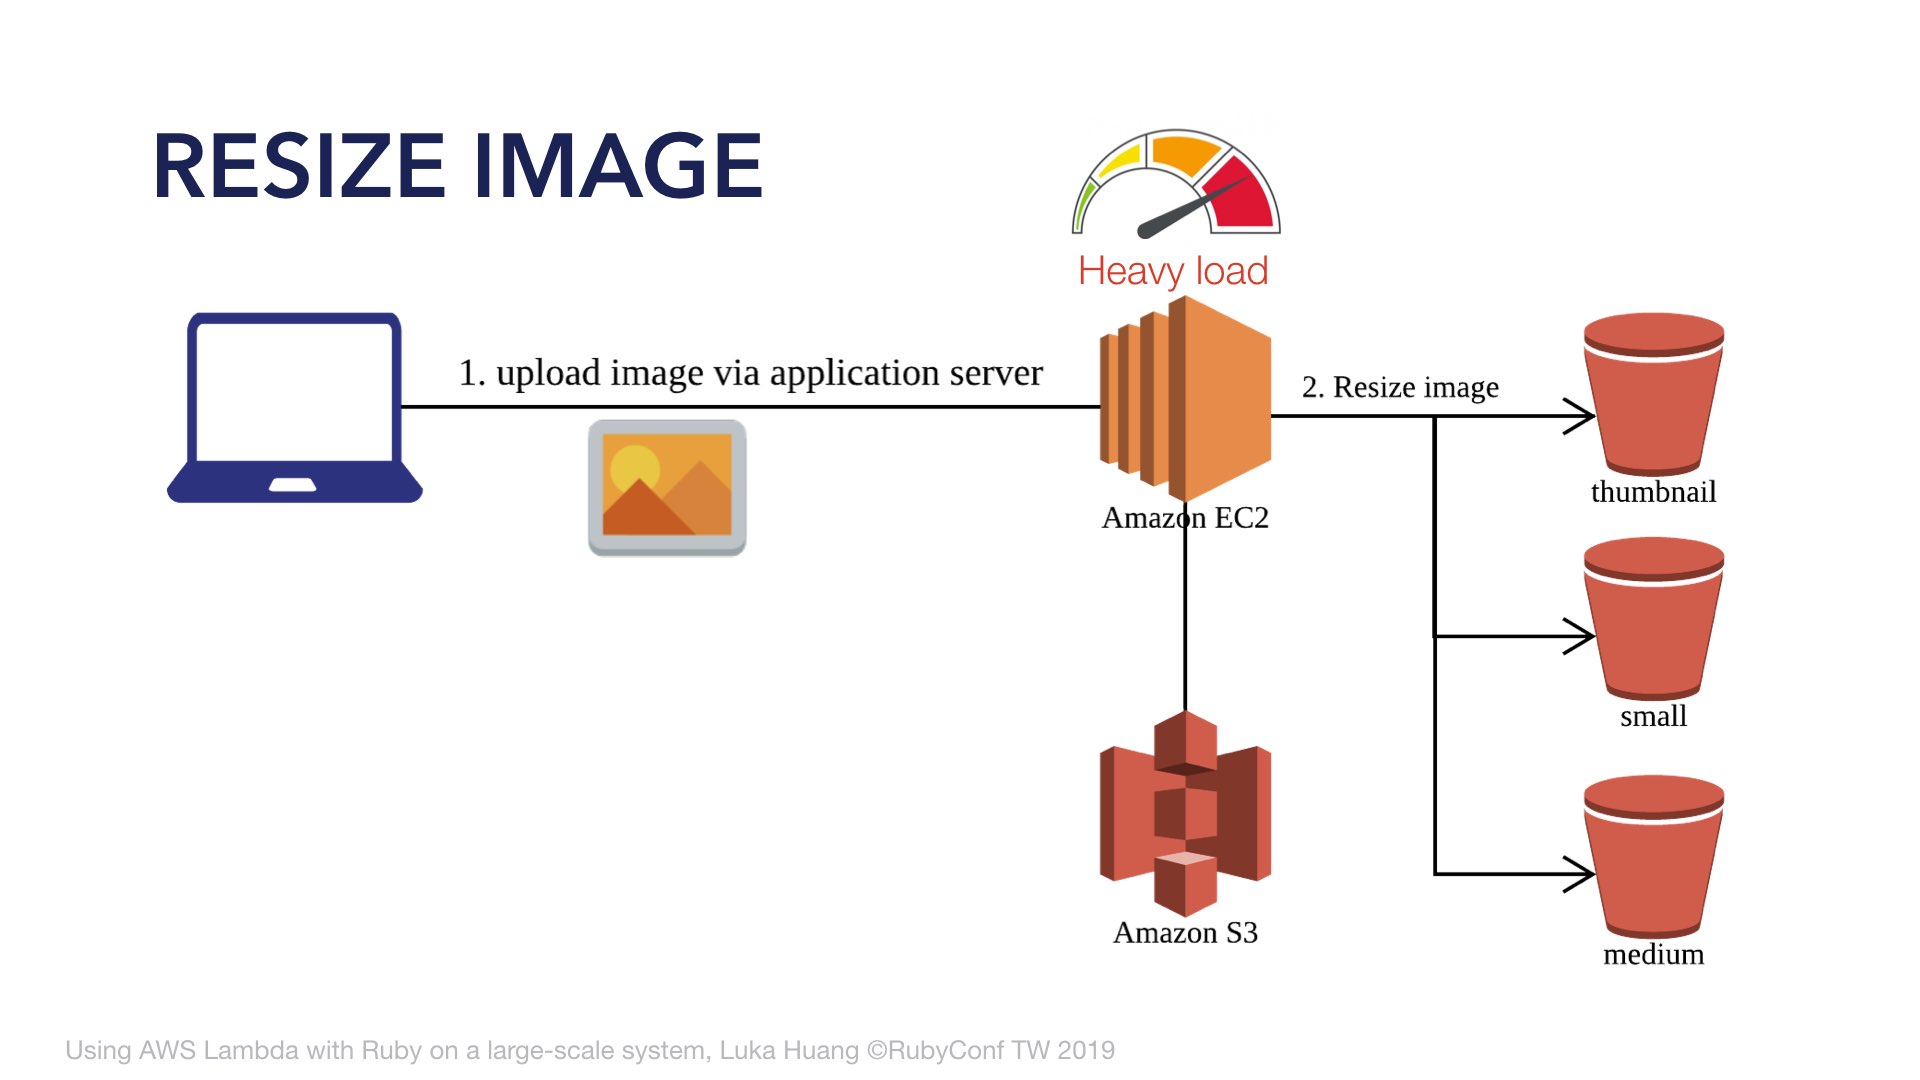 RESIZE IMAGE
Heavy load
1. upload image via application server
2. Resize image
thumbnail
Amazon EC2
small
Amazon S3
medium
Using AWS Lambda with Ruby on a large-scale system, Luka Huang ©RubyConf TW 2019